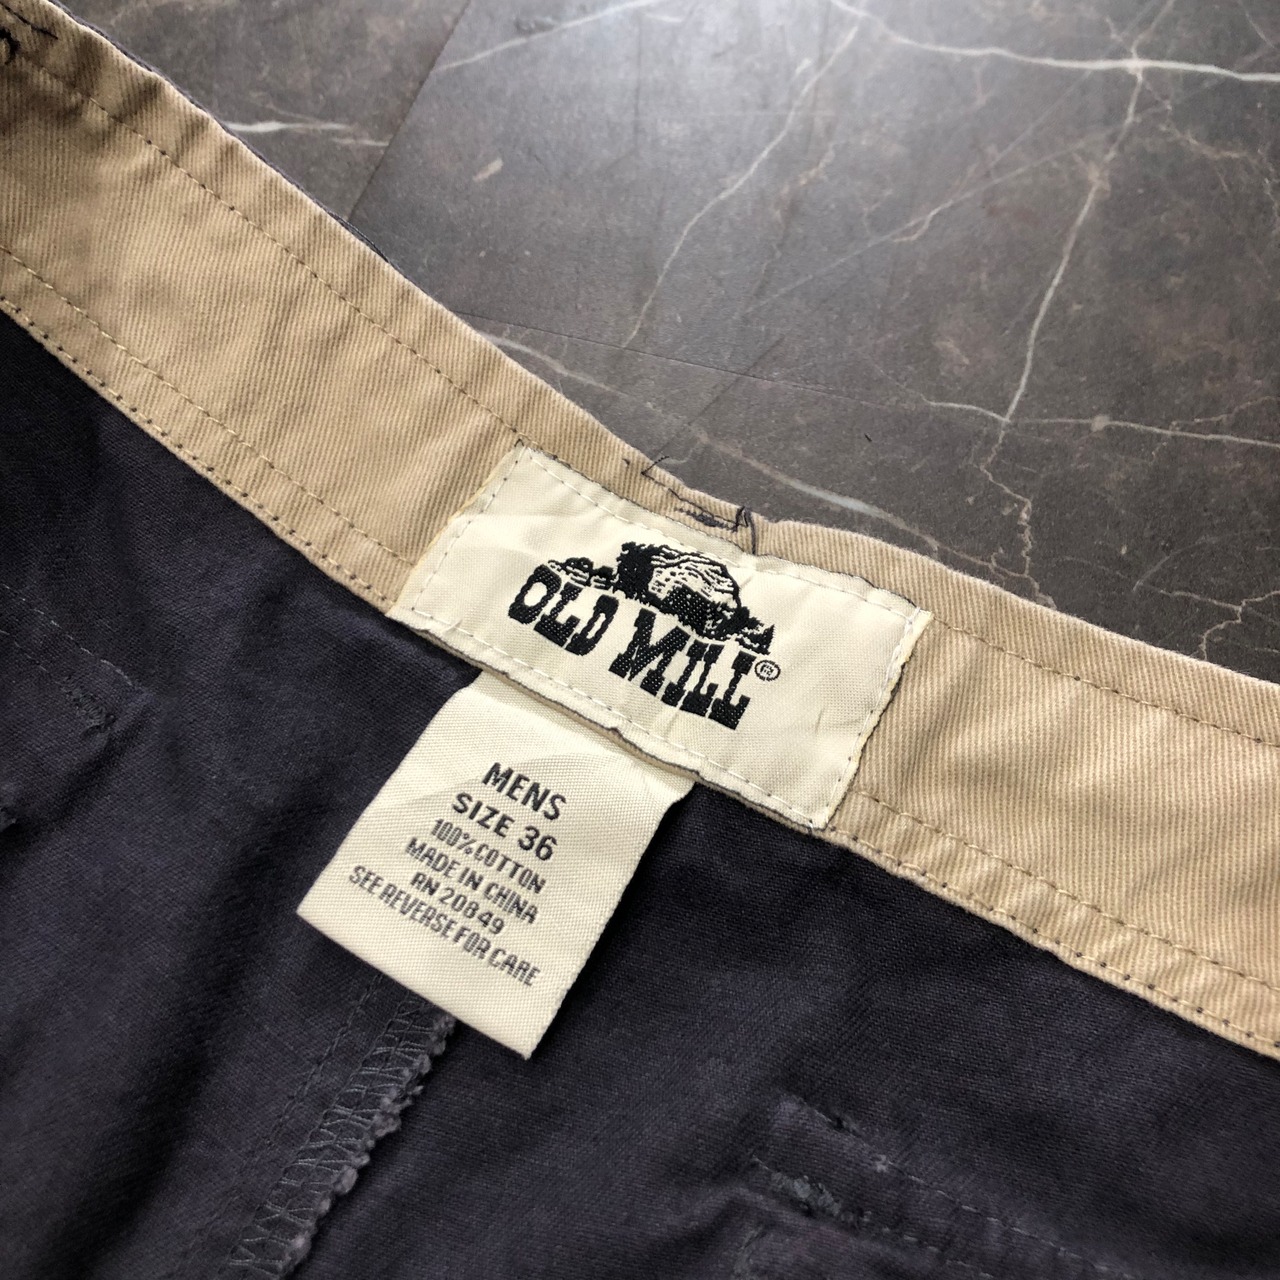 OLD MILL®
MENS
SIZE 36
100% COTTON
MADE IN CHINA
RN 20849
SEE REVERSE FOR CARE